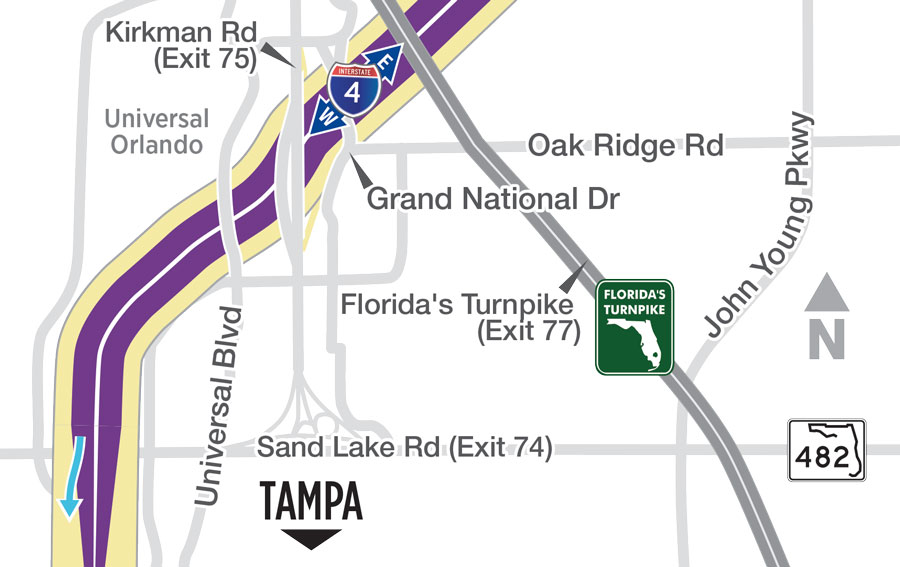 Kirkman Rd
(Exit 75)
E
INTERSTATE
4
W
Universal
Orlando
Oak Ridge Rd
Grand National Dr
John Young Pkwy
Florida's Turnpike
(Exit 77)
FLORIDA'S
TURNPIKE
N
Universal Blvd
Sand Lake Rd (Exit 74)
482
TAMPA